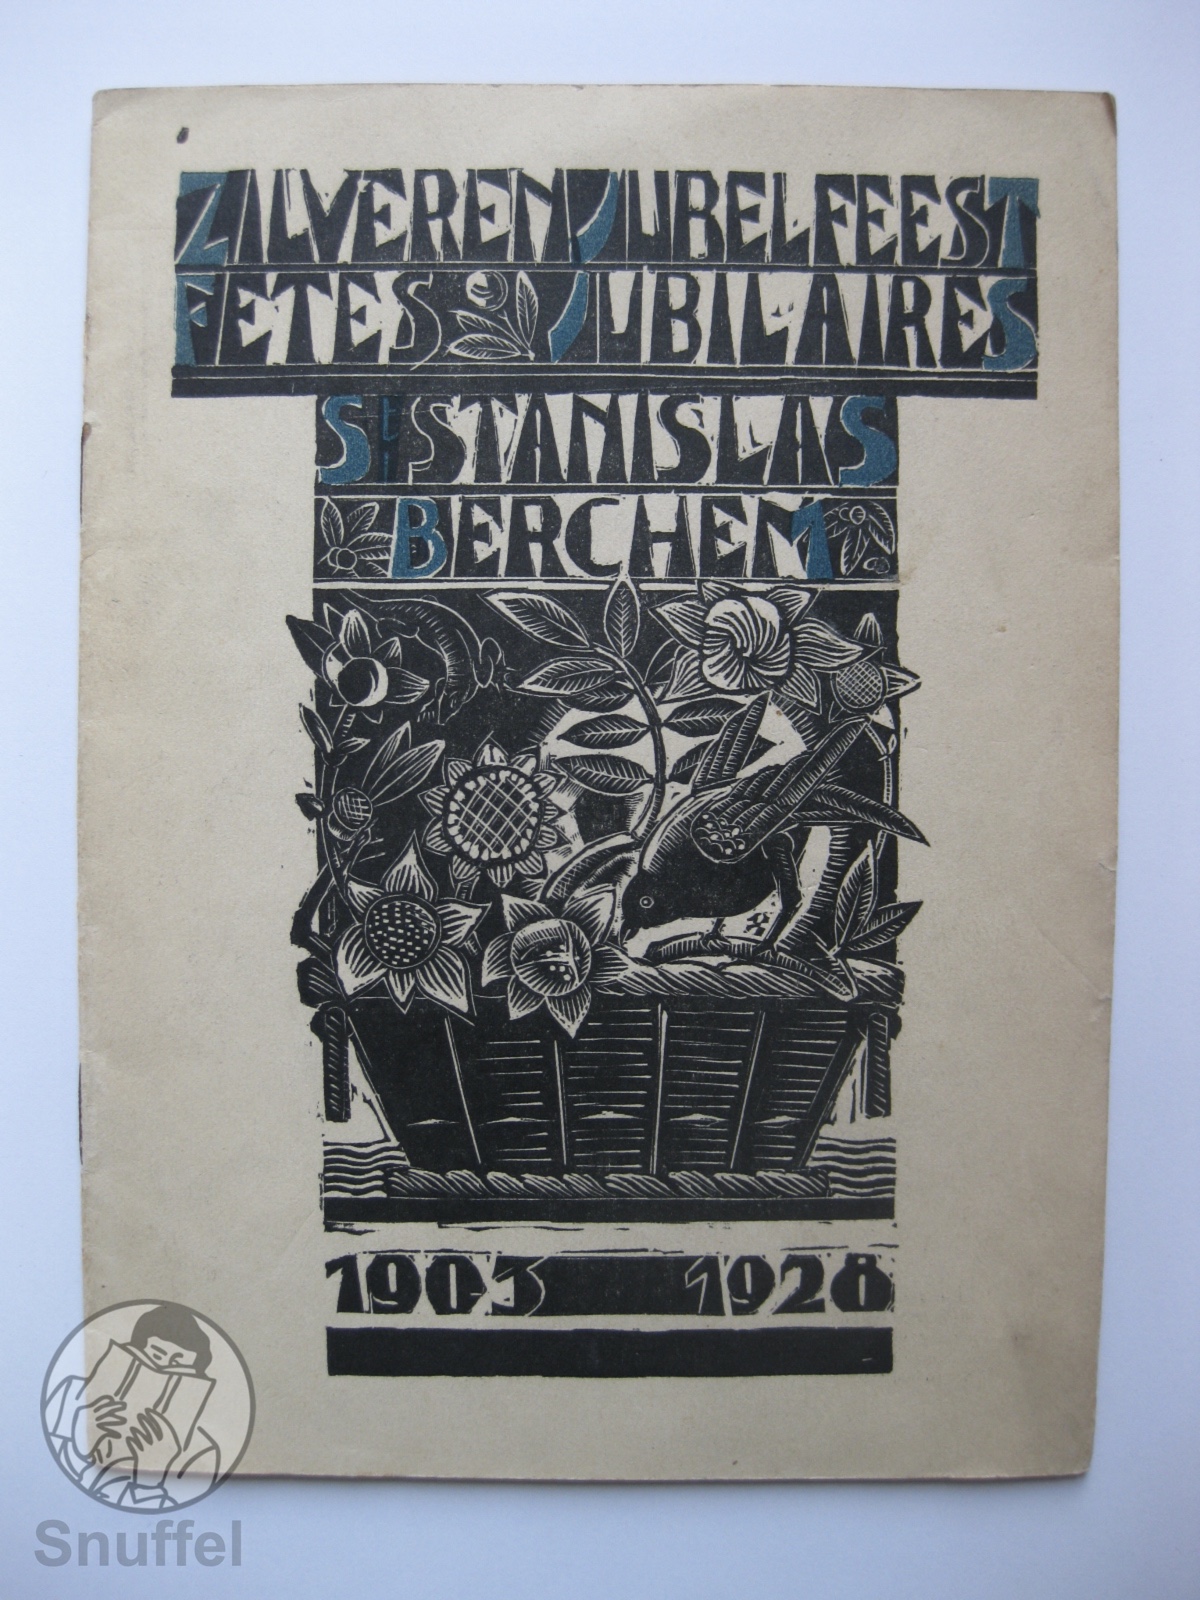 ZILVEREN JUBELFEEST
FETES JUBILAIRES
St STANISLAS
BERCHEM
1903 1928
Snuffel